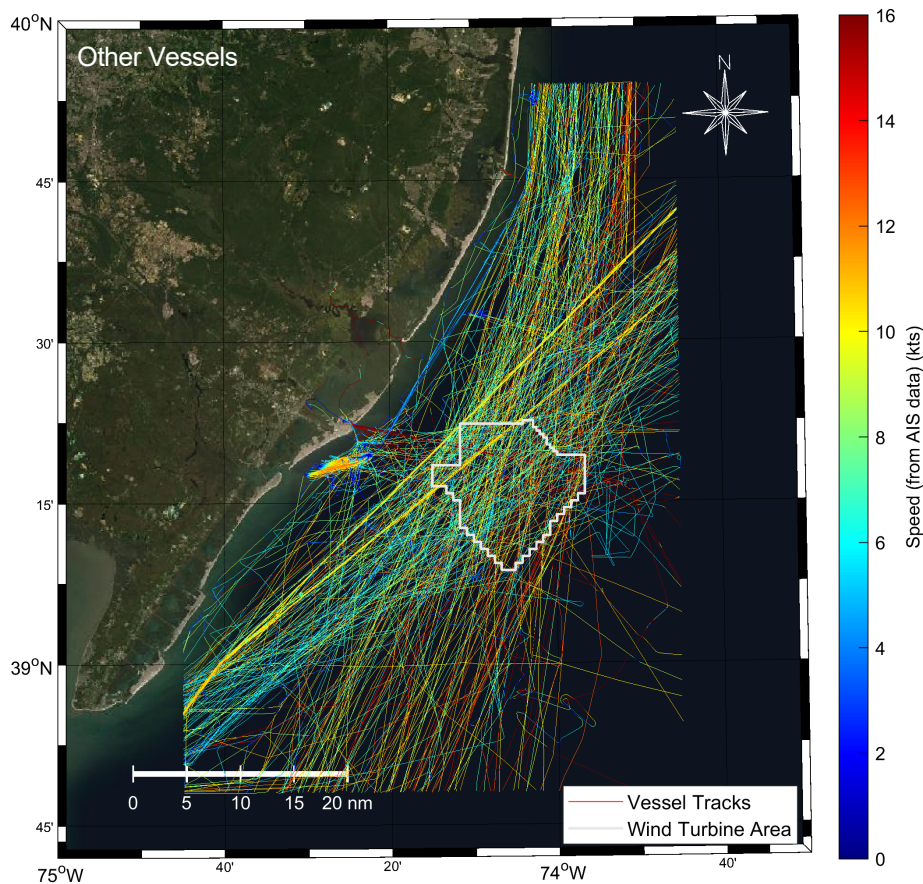 Other Vessels
N
40°N
45'
30'
15'
39°N
45'
75°W
40'
20'
74°W
40'
0 5 10 15 20 nm
Vessel Tracks
Wind Turbine Area
16
14
12
10
8
6
4
2
0
Speed (from AIS data) (kts)